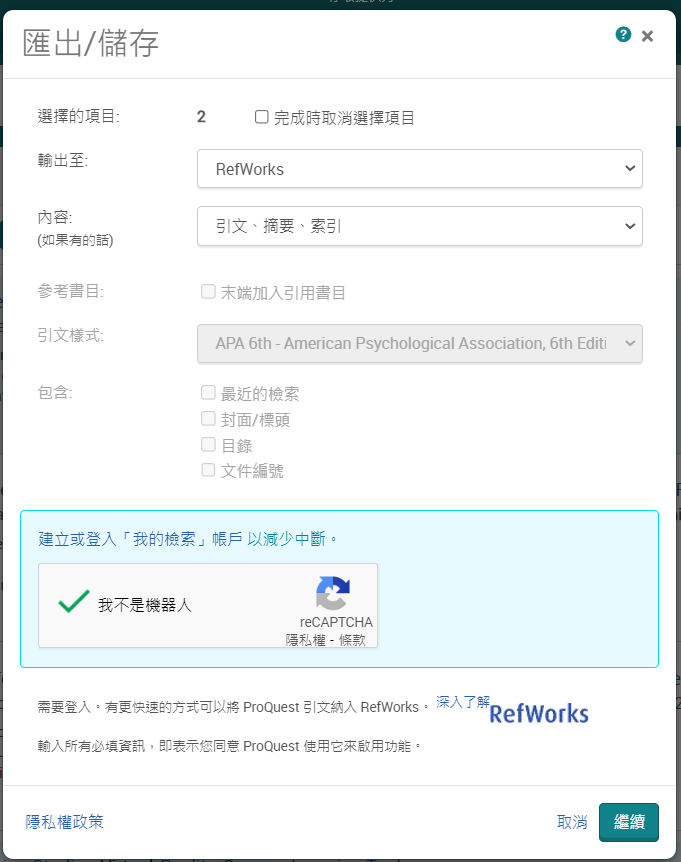 匯出/儲存
?
選擇的項目: 2 完成時取消選擇項目
輸出至: RefWorks
內容: 引文、摘要、索引
(如果有的話)
參考書目: 末端加入引用書目
引文樣式: APA 6th - American Psychological Association, 6th Editi
包含: 最近的檢索
封面/標頭
目錄
文件編號
建立或登入「我的檢索」帳戶 以減少中斷。
我不是機器人
reCAPTCHA
隱私權 - 條款
需要登入。有更快速的方式可以將 ProQuest 引文納入 RefWorks。 深入了解 RefWorks
輸入所有必填資訊，即表示您同意 ProQuest 使用它來啟用功能。
隱私權政策 取消 繼續